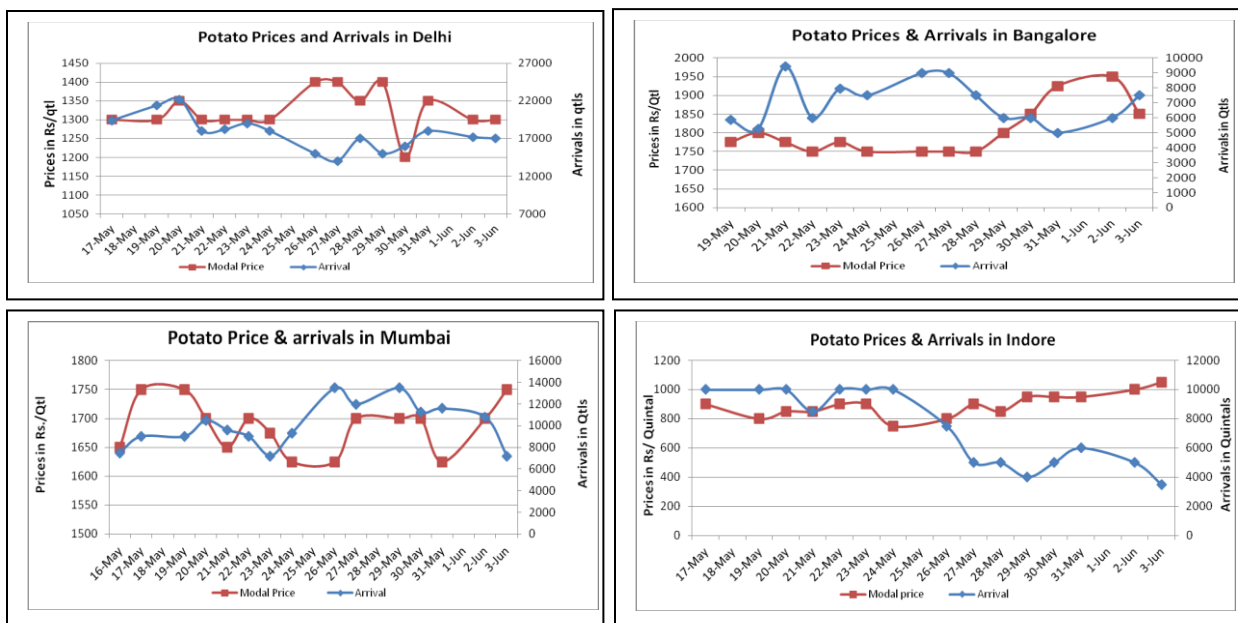 Potato Prices and Arrivals in Delhi
1450
1400
1350
1300
1250
1200
1150
1100
1050
Prices in Rs/qtl
27000
22000
17000
12000
7000
Arrivals in qtls
17-May
18-May
19-May
20-May
21-May
22-May
23-May
24-May
25-May
26-May
27-May
28-May
29-May
30-May
31-May
1-Jun
2-Jun
3-Jun
Modal Price
Arrival
Potato Prices & Arrivals in Bangalore
2000
1950
1900
1850
1800
1750
1700
1650
1600
Prices in Rs/Qtl
10000
9000
8000
7000
6000
5000
4000
3000
2000
1000
0
Arrivals in Qtls
19-May
20-May
21-May
22-May
23-May
24-May
25-May
26-May
27-May
28-May
29-May
30-May
31-May
1-Jun
2-Jun
3-Jun
Modal Price
Arrival
Potato Price & arrivals in Mumbai
1800
1750
1700
1650
1600
1550
1500
Prices in Rs./Qtl
16000
14000
12000
10000
8000
6000
4000
2000
0
Arrivals in Qtls
16-May
17-May
18-May
19-May
20-May
21-May
22-May
23-May
24-May
25-May
26-May
27-May
28-May
29-May
30-May
31-May
1-Jun
2-Jun
3-Jun
Modal Price
Arrival
Potato Prices & Arrivals in Indore
1200
1000
800
600
400
200
0
Prices in Rs/ Quintal
12000
10000
8000
6000
4000
2000
0
Arrivals in Quintals
17-May
18-May
19-May
20-May
21-May
22-May
23-May
24-May
25-May
26-May
27-May
28-May
29-May
30-May
31-May
1-Jun
2-Jun
3-Jun
Modal price
Arrival